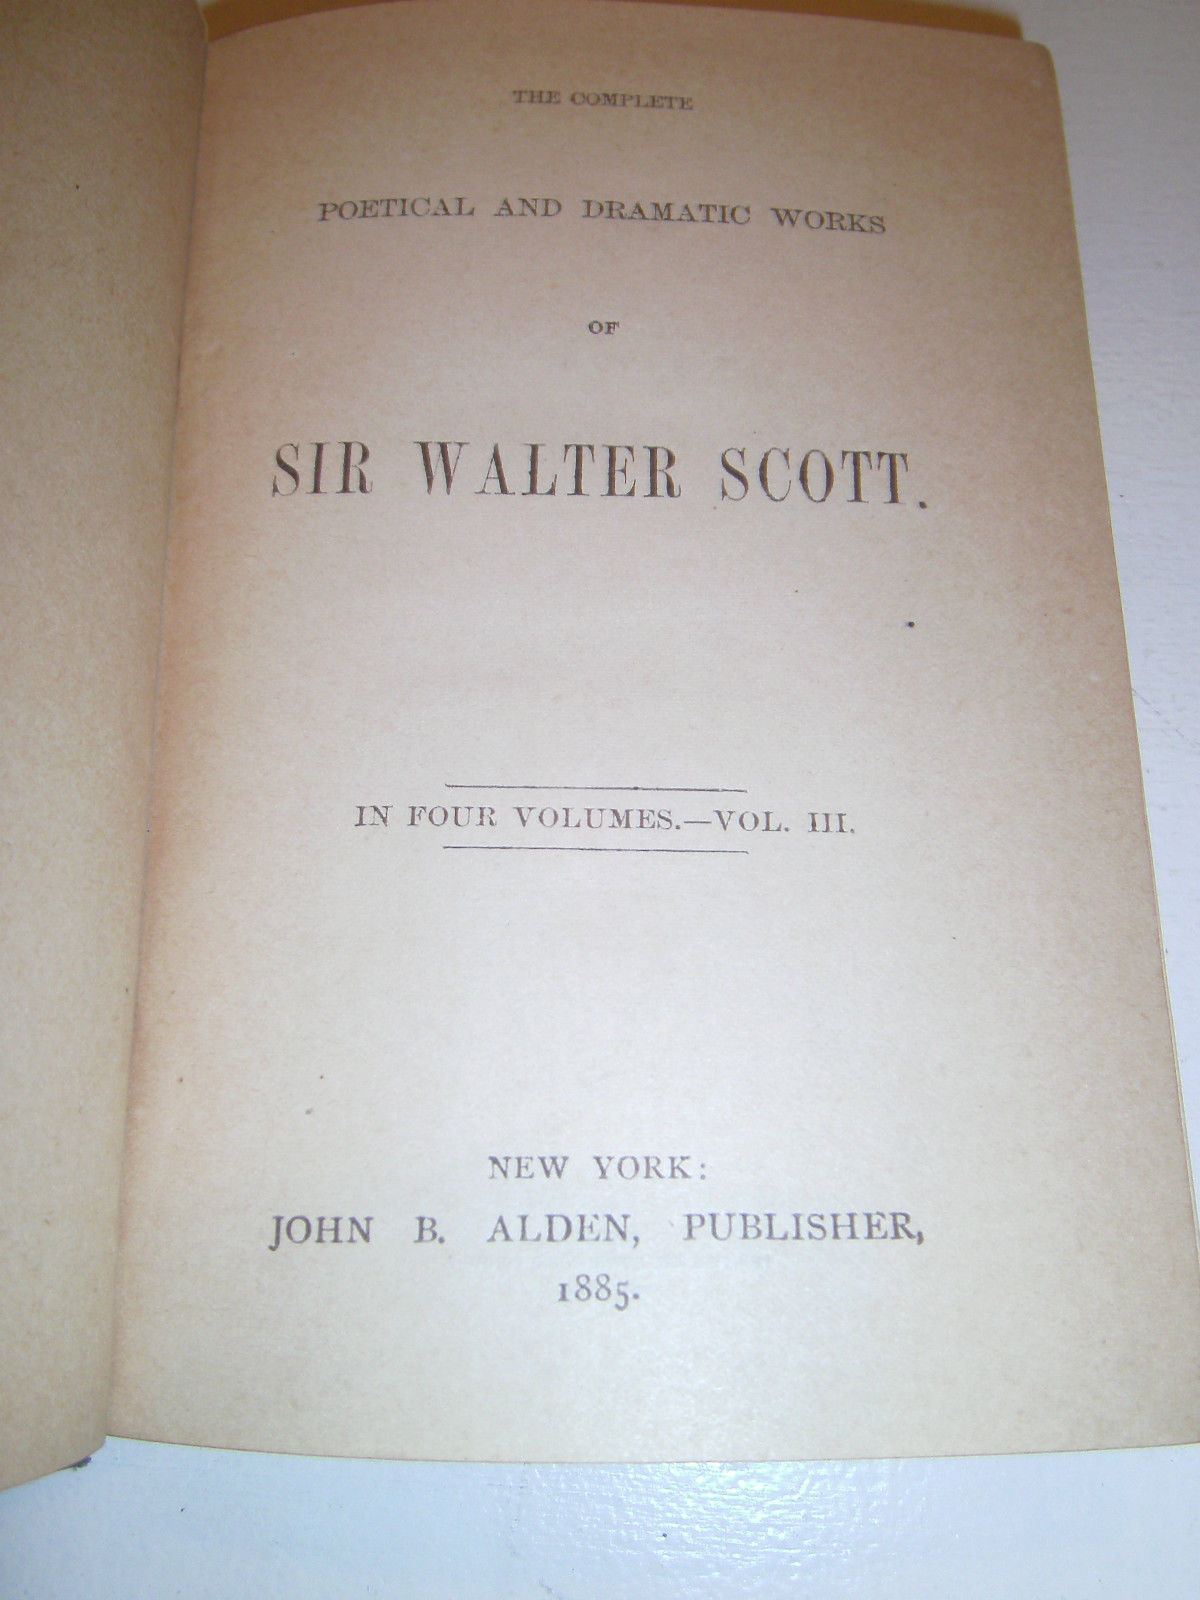 THE COMPLETE
POETICAL AND DRAMATIC WORKS
OF
SIR WALTER SCOTT.
IN FOUR VOLUMES.—VOL. III.
NEW YORK:
JOHN B. ALDEN, PUBLISHER,
1885.